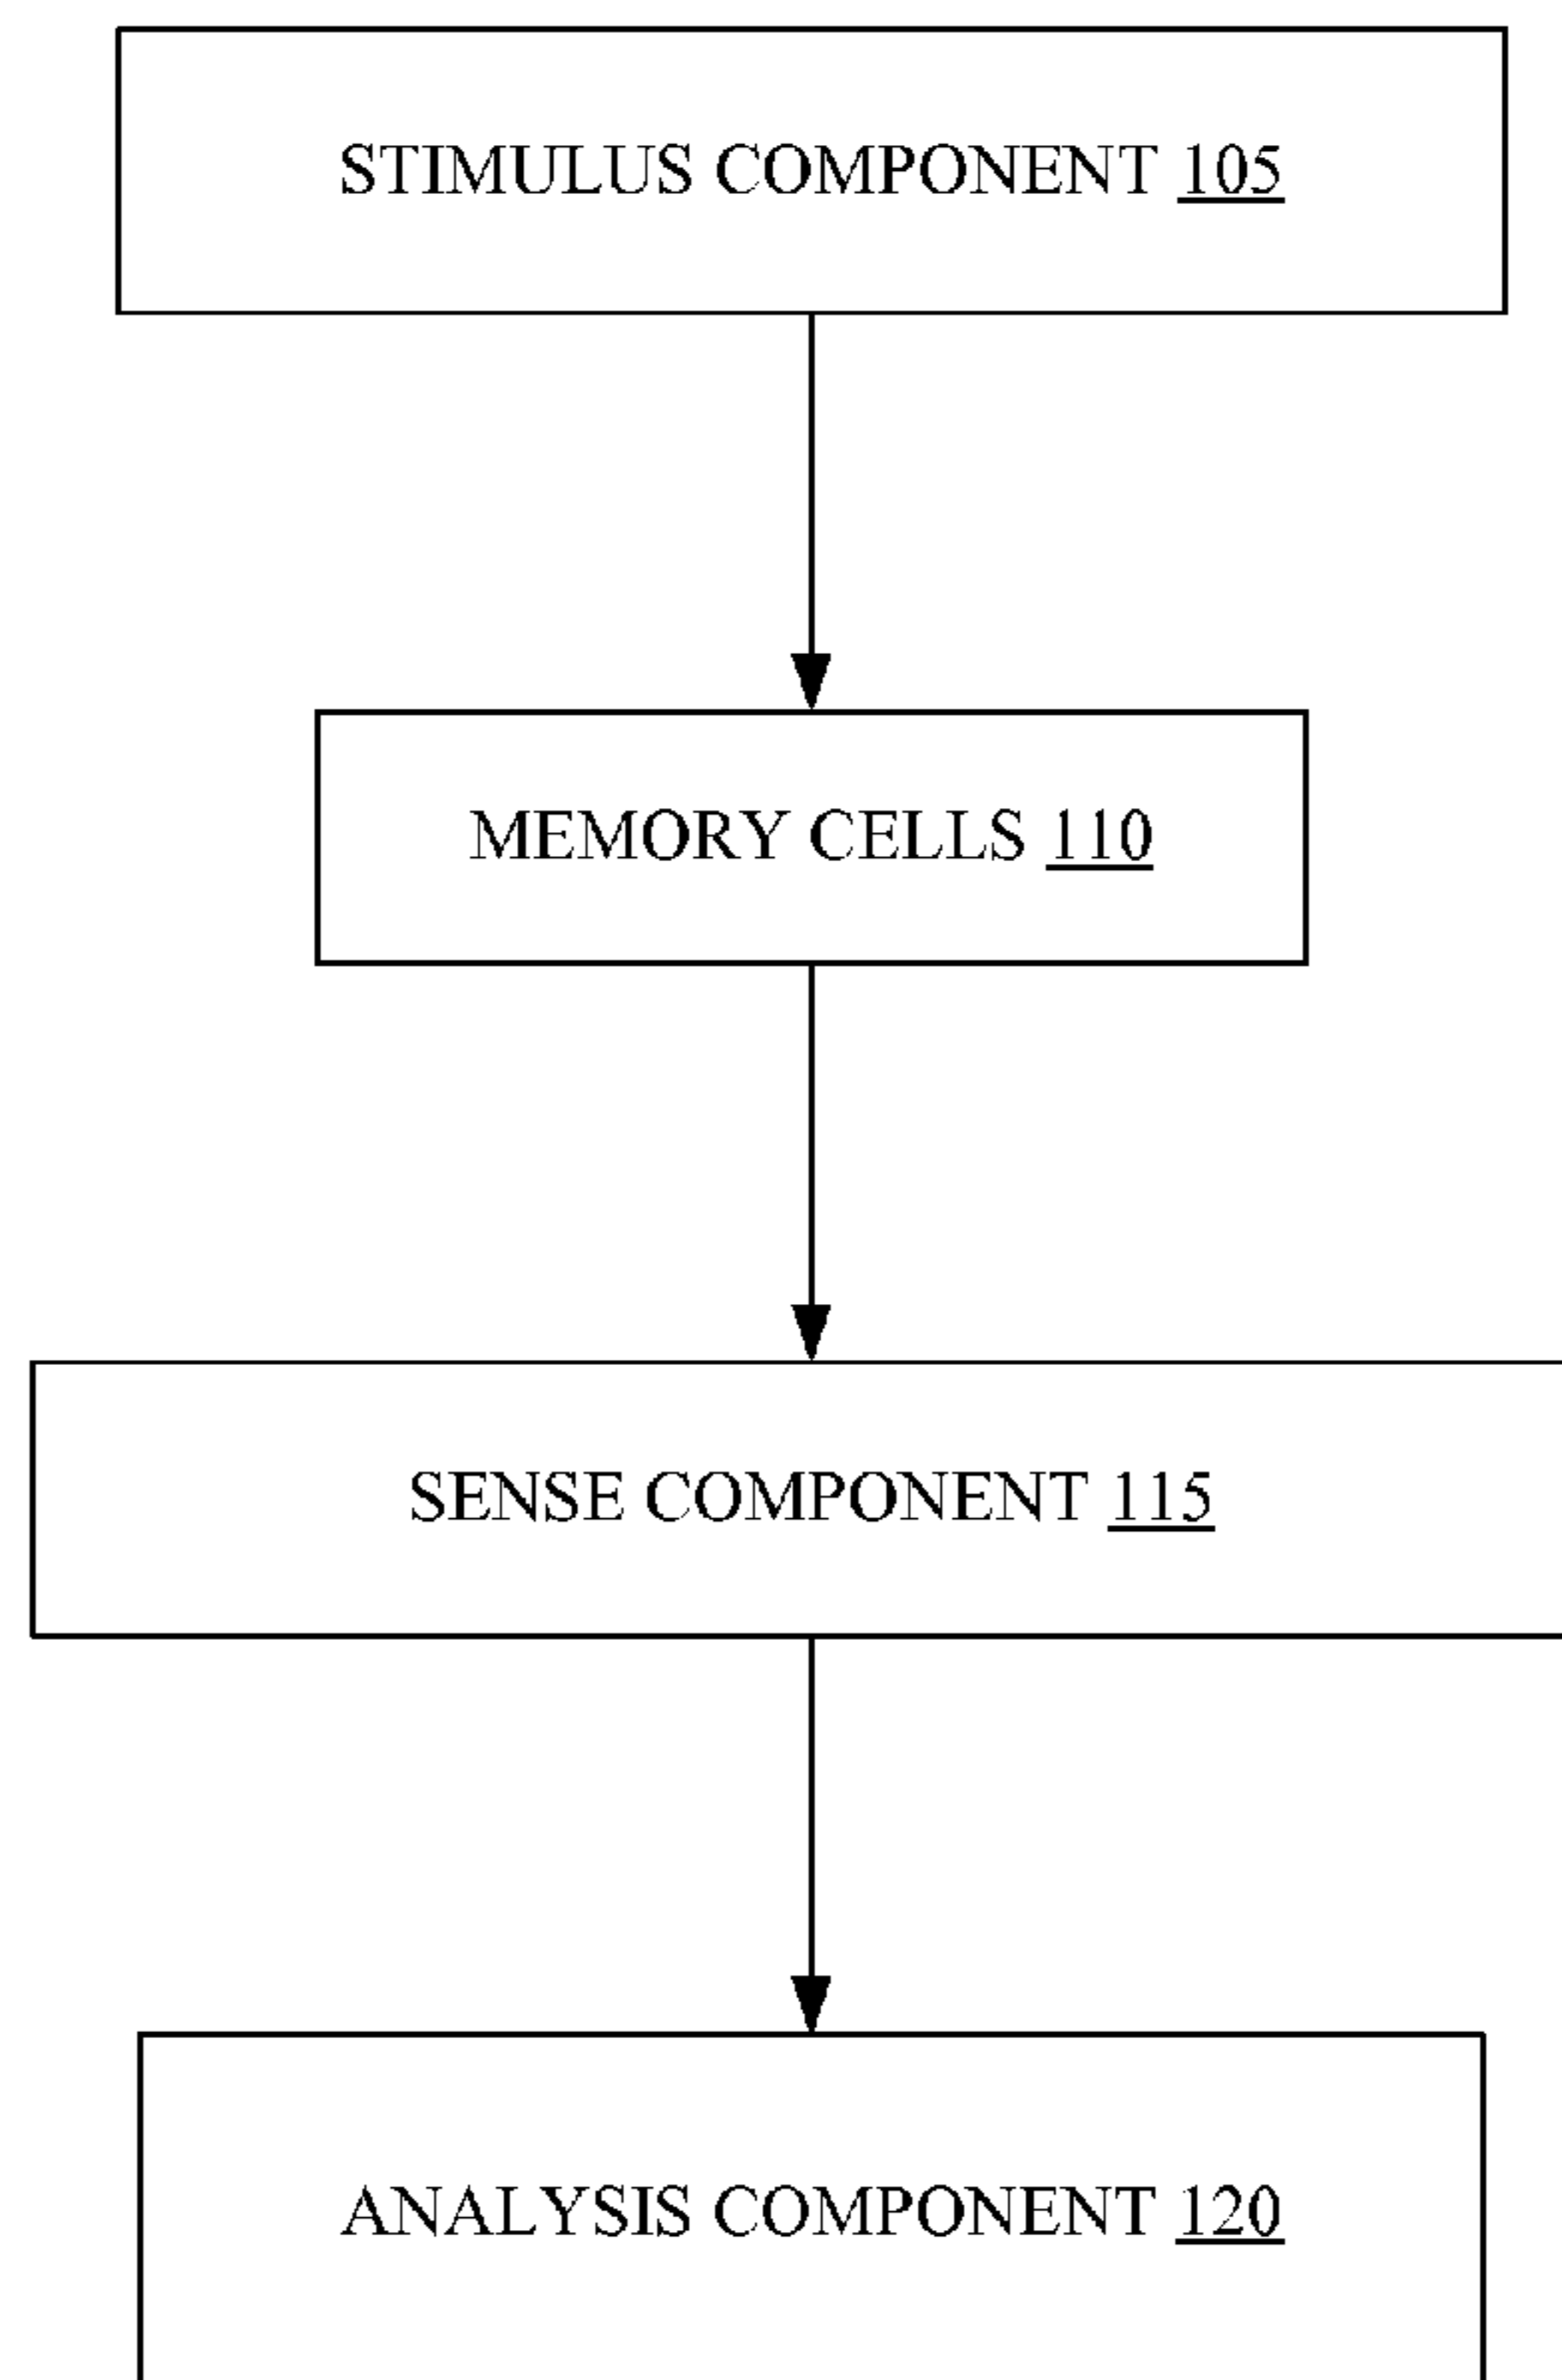 STIMULUS COMPONENT 105
MEMORY CELLS 110
SENSE COMPONENT 115
ANALYSIS COMPONENT 120